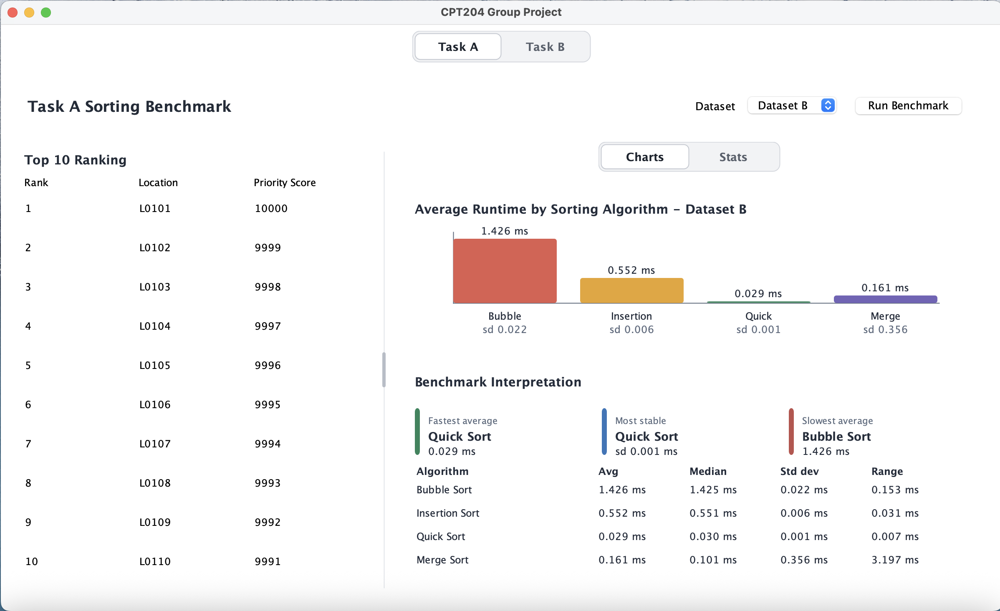 CPT204 Group Project
Task A Task B
Task A Sorting Benchmark
Dataset Dataset B Run Benchmark
Top 10 Ranking
Rank Location Priority Score
1 L0101 10000
2 L0102 9999
3 L0103 9998
4 L0104 9997
5 L0105 9996
6 L0106 9995
7 L0107 9994
8 L0108 9993
9 L0109 9992
10 L0110 9991
Charts Stats
Average Runtime by Sorting Algorithm – Dataset B
1.426 ms
0.552 ms
0.029 ms
0.161 ms
Bubble Insertion Quick Merge
sd 0.022 sd 0.006 sd 0.001 sd 0.356
Benchmark Interpretation
Fastest average
Quick Sort
0.029 ms
Most stable
Quick Sort
sd 0.001 ms
Slowest average
Bubble Sort
1.426 ms
Algorithm Avg Median Std dev Range
Bubble Sort 1.426 ms 1.425 ms 0.022 ms 0.153 ms
Insertion Sort 0.552 ms 0.551 ms 0.006 ms 0.031 ms
Quick Sort 0.029 ms 0.030 ms 0.001 ms 0.007 ms
Merge Sort 0.161 ms 0.101 ms 0.356 ms 3.197 ms